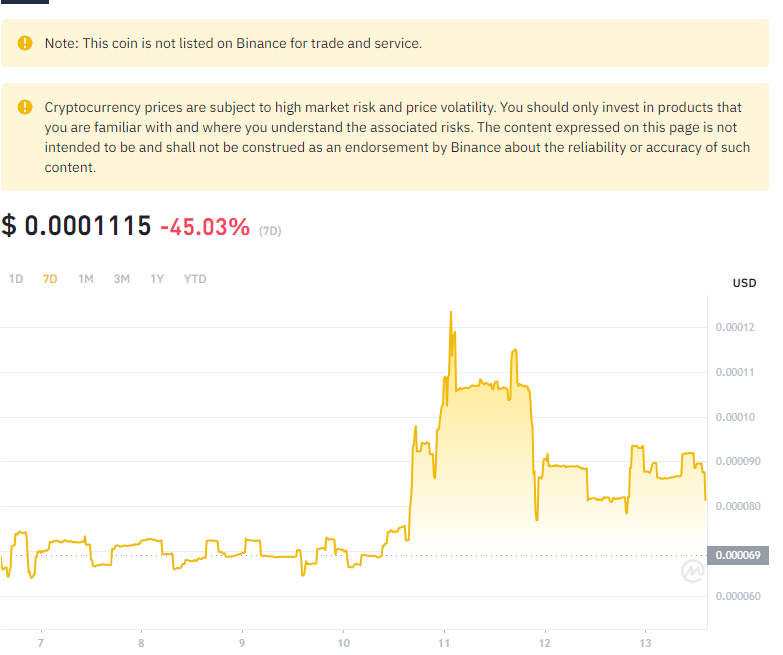 Note: This coin is not listed on Binance for trade and service.
Cryptocurrency prices are subject to high market risk and price volatility. You should only invest in products that
you are familiar with and where you understand the associated risks. The content expressed on this page is not
intended to be and shall not be construed as an endorsement by Binance about the reliability or accuracy of such
content.
$ 0.0001115 -45.03% (7D)
1D 7D 1M 3M 1Y YTD
USD
0.00012
0.00011
0.00010
0.000090
0.000080
0.000069
0.000060
7 8 9 10 11 12 13